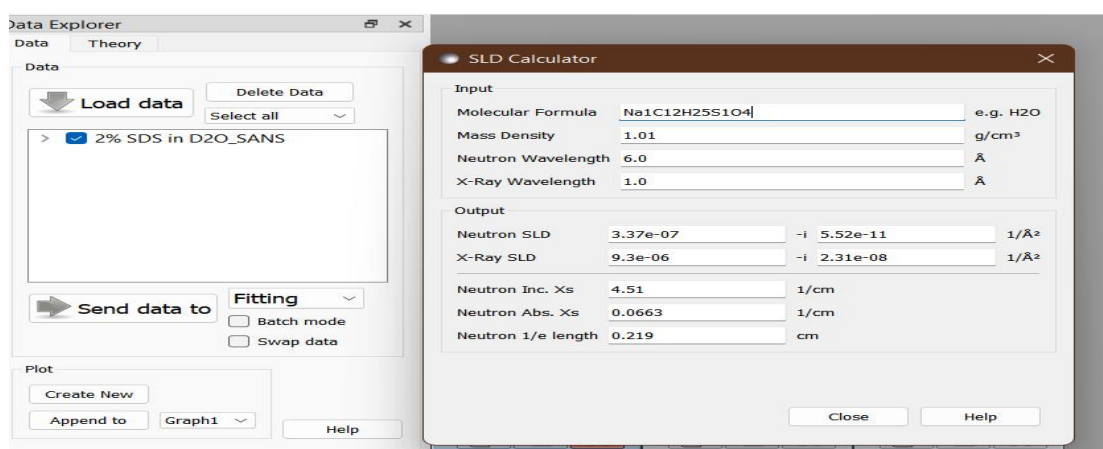 Data Explorer
Data Theory
Data
Load data
Delete Data
Select all
2% SDS in D2O_SANS
Send data to
Fitting
Batch mode
Swap data
Plot
Create New
Append to Graph1
Help
SLD Calculator
Input
Molecular Formula Na1C12H25S1O4 e.g. H2O
Mass Density 1.01 g/cm³
Neutron Wavelength 6.0 Å
X-Ray Wavelength 1.0 Å
Output
Neutron SLD 3.37e-07 -i 5.52e-11 1/Å²
X-Ray SLD 9.3e-06 -i 2.31e-08 1/Å²
Neutron Inc. Xs 4.51 1/cm
Neutron Abs. Xs 0.0663 1/cm
Neutron 1/e length 0.219 cm
Close Help